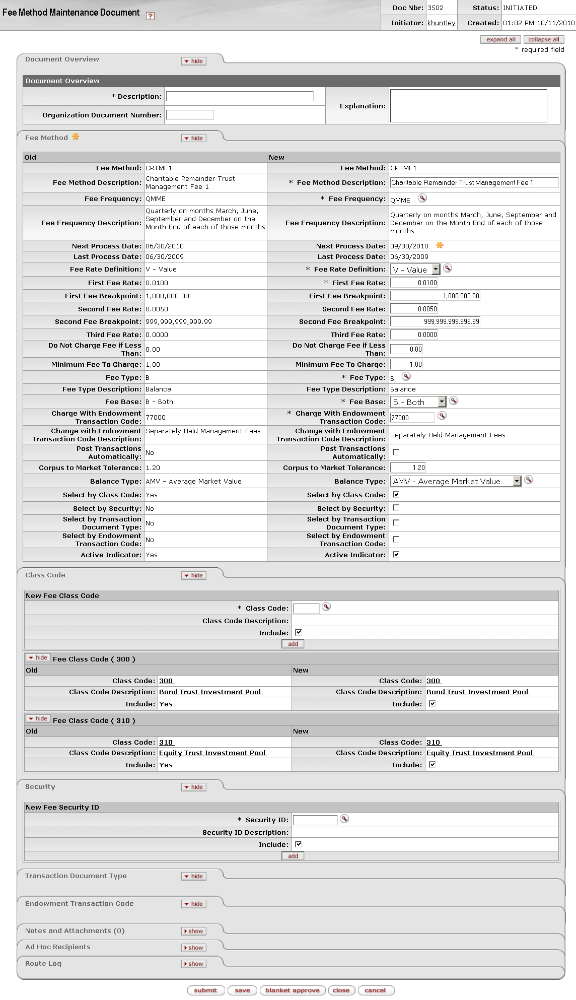 Fee Method Maintenance Document ?
Doc Nbr: 3502 Status: INITIATED
Initiator: khuntley Created: 01:02 PM 10/11/2010
expand all collapse all
* required field
Document Overview hide
Document Overview
* Description: Explanation:
Organization Document Number:
Fee Method hide
Old New
Fee Method: CRTMF1 Fee Method: CRTMF1
Fee Method Description: Charitable Remainder Trust Management Fee 1 * Fee Method Description: Charitable Remainder Trust Management Fee 1
Fee Frequency: QMME * Fee Frequency: QMME
Fee Frequency Description: Quarterly on months March, June, September and December on the Month End of each of those months Fee Frequency Description: Quarterly on months March, June, September and December on the Month End of each of those months
Next Process Date: 06/30/2010 Next Process Date: 09/30/2010
Last Process Date: 06/30/2009 Last Process Date: 06/30/2009
Fee Rate Definition: V - Value * Fee Rate Definition: V - Value
First Fee Rate: 0.0100 * First Fee Rate: 0.0100
First Fee Breakpoint: 1,000,000.00 First Fee Breakpoint: 1,000,000.00
Second Fee Rate: 0.0050 Second Fee Rate: 0.0050
Second Fee Breakpoint: 999,999,999,999.99 Second Fee Breakpoint: 999,999,999,999.99
Third Fee Rate: 0.0000 Third Fee Rate: 0.0000
Do Not Charge Fee if Less Than: 0.00 Do Not Charge Fee if Less Than: 0.00
Minimum Fee To Charge: 1.00 Minimum Fee To Charge: 1.00
Fee Type: B * Fee Type: B
Fee Type Description: Balance Fee Type Description: Balance
Fee Base: B - Both * Fee Base: B - Both
Charge With Endowment Transaction Code: 77000 * Charge With Endowment Transaction Code: 77000
Change with Endowment Transaction Code Description: Separately Held Management Fees Change with Endowment Transaction Code Description: Separately Held Management Fees
Post Transactions Automatically: No Post Transactions Automatically:
Corpus to Market Tolerance: 1.20 Corpus to Market Tolerance: 1.20
Balance Type: AMV - Average Market Value Balance Type: AMV - Average Market Value
Select by Class Code: Yes Select by Class Code:
Select by Security: No Select by Security:
Select by Transaction Document Type: No Select by Transaction Document Type:
Select by Endowment Transaction Code: No Select by Endowment Transaction Code:
Active Indicator: Yes Active Indicator:
Class Code hide
New Fee Class Code
* Class Code:
Class Code Description:
Include:
add
hide Fee Class Code ( 300 )
Old New
Class Code: 300 Class Code: 300
Class Code Description: Bond Trust Investment Pool Class Code Description: Bond Trust Investment Pool
Include: Yes Include:
hide Fee Class Code ( 310 )
Old New
Class Code: 310 Class Code: 310
Class Code Description: Equity Trust Investment Pool Class Code Description: Equity Trust Investment Pool
Include: Yes Include:
Security hide
New Fee Security ID
* Security ID:
Security ID Description:
Include:
add
Transaction Document Type hide
Endowment Transaction Code hide
Notes and Attachments (0) show
Ad Hoc Recipients show
Route Log show
submit save blanket approve close cancel